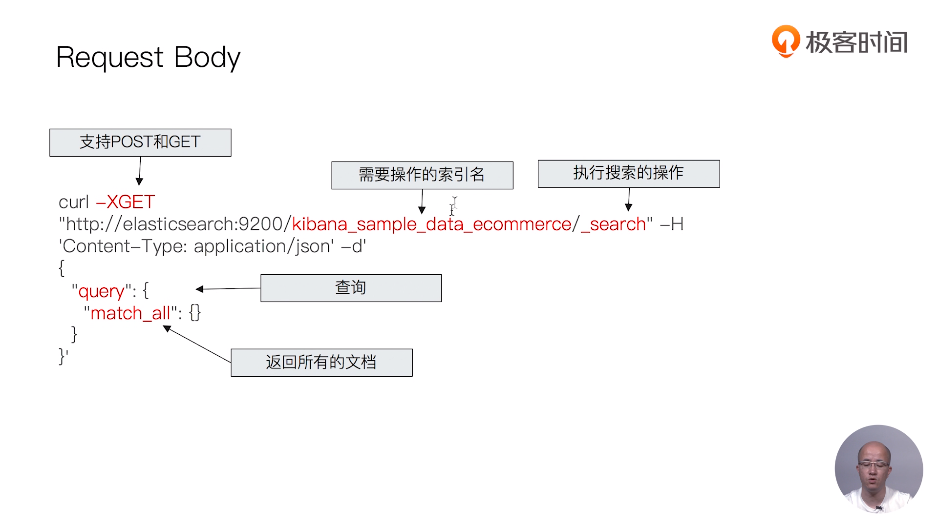 Request Body
极客时间
支持POST和GET
需要操作的索引名
执行搜索的操作
curl -XGET
"http://elasticsearch:9200/kibana_sample_data_ecommerce/_search" -H
'Content-Type: application/json' -d'
{
"query": {
查询
"match_all": {}
}
}'
返回所有的文档